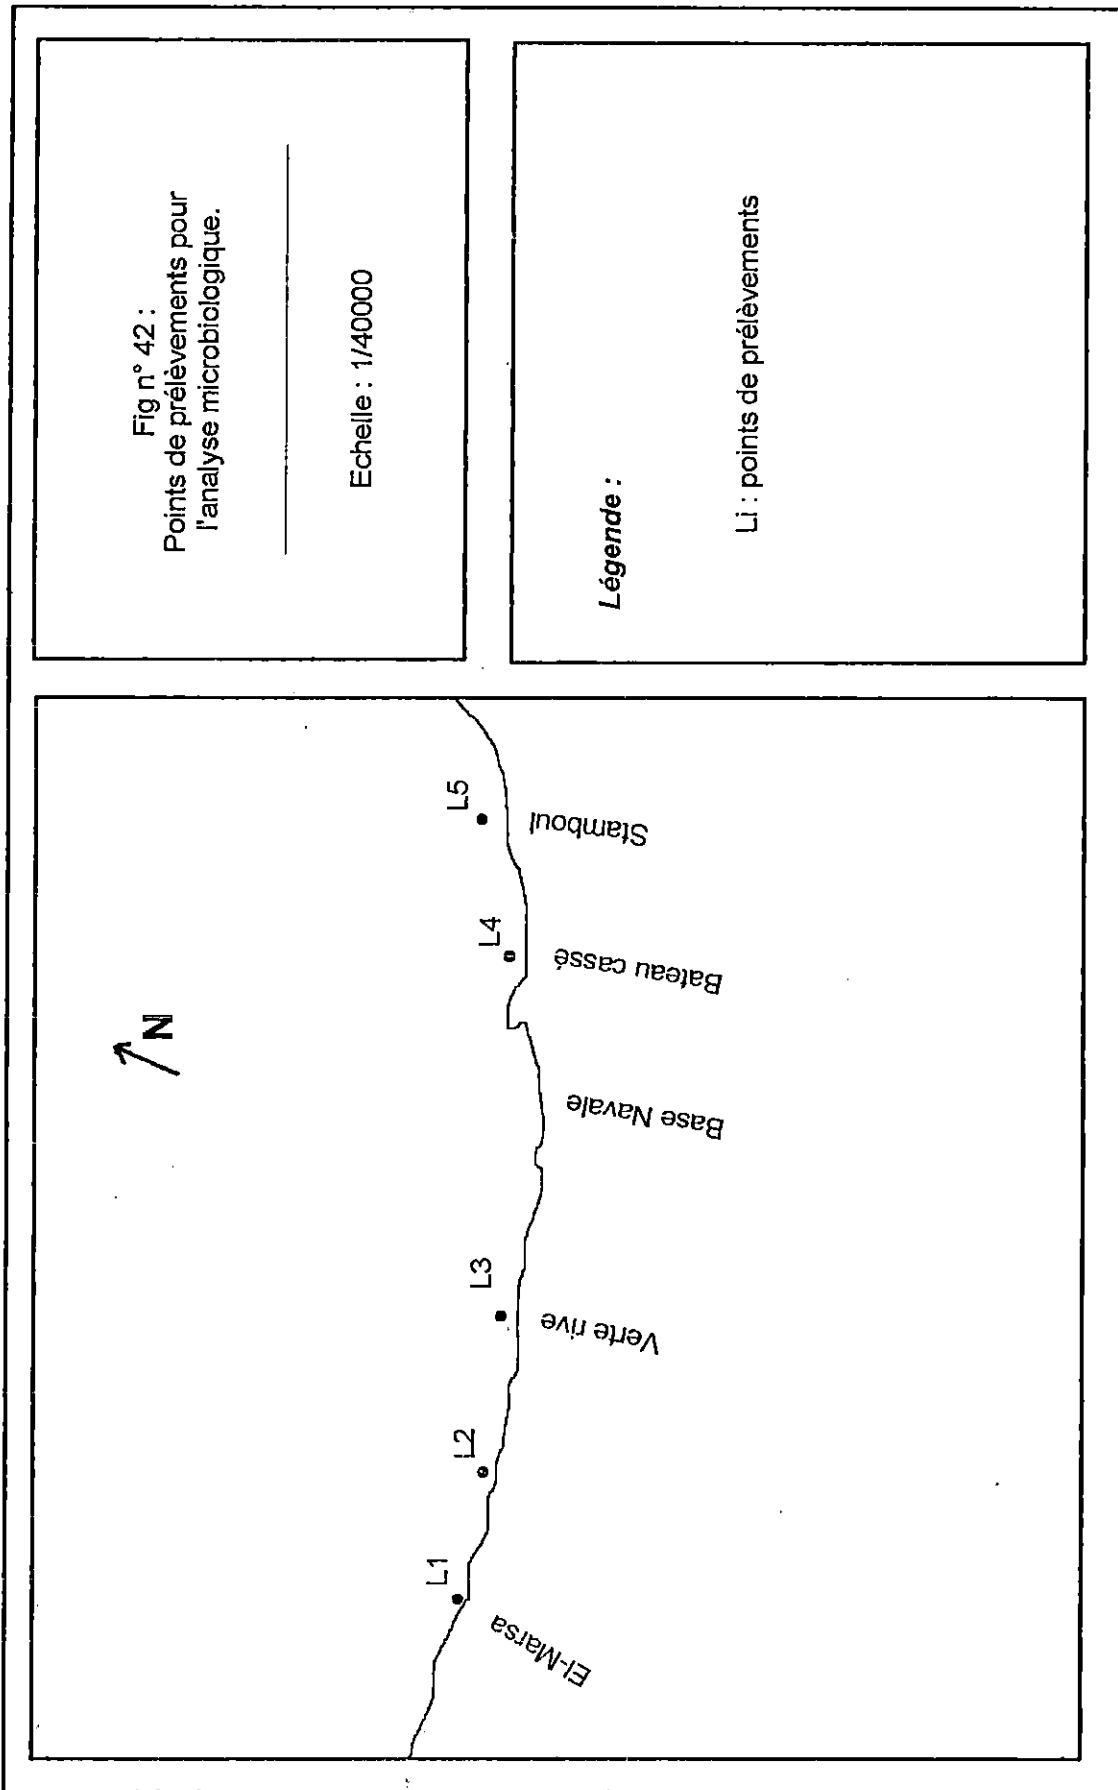 Fig n° 42 :
Points de prélèvements pour
l'analyse microbiologique.
Echelle : 1/40000
Légende :
Li : points de prélèvements
N
L1
L2
L3
L4
L5
El-Marsa
Verte rive
Base Navale
Bateau cassé
Stamboul